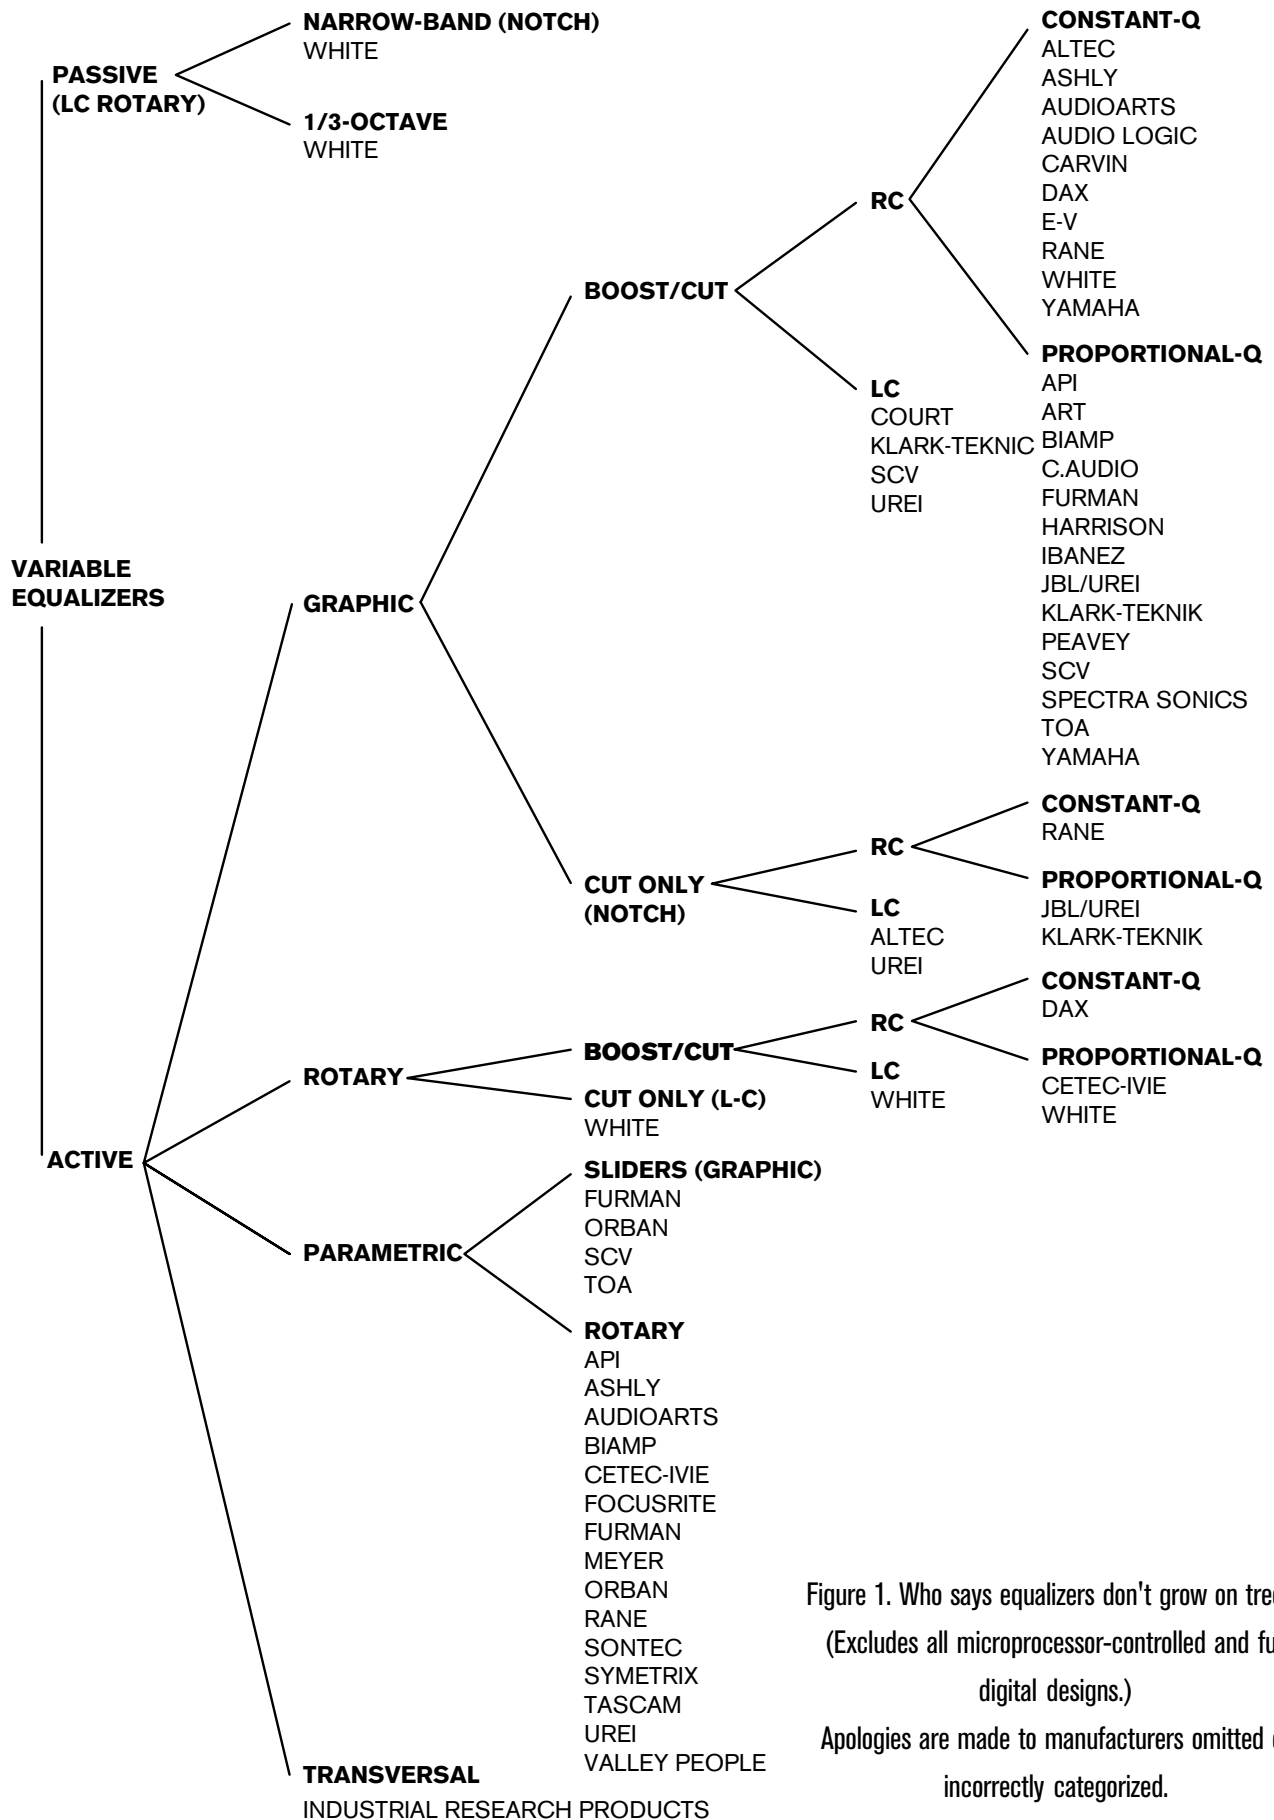 NARROW-BAND (NOTCH)
WHITE
PASSIVE
(LC ROTARY)
1/3-OCTAVE
WHITE
VARIABLE
EQUALIZERS
GRAPHIC
BOOST/CUT
RC
CONSTANT-Q
ALTEC
ASHLY
AUDIOARTS
AUDIO LOGIC
CARVIN
DAX
E-V
RANE
WHITE
YAMAHA
PROPORTIONAL-Q
API
ART
BIAMP
C.AUDIO
FURMAN
HARRISON
IBANEZ
JBL/UREI
KLARK-TEKNIK
PEAVEY
SCV
SPECTRA SONICS
TOA
YAMAHA
LC
COURT
KLARK-TEKNIC
SCV
UREI
CUT ONLY
(NOTCH)
RC
CONSTANT-Q
RANE
PROPORTIONAL-Q
JBL/UREI
KLARK-TEKNIK
LC
ALTEC
UREI
ACTIVE
ROTARY
BOOST/CUT
RC
CONSTANT-Q
DAX
PROPORTIONAL-Q
CETEC-IVIE
WHITE
LC
WHITE
CUT ONLY (L-C)
WHITE
PARAMETRIC
SLIDERS (GRAPHIC)
FURMAN
ORBAN
SCV
TOA
ROTARY
API
ASHLY
AUDIOARTS
BIAMP
CETEC-IVIE
FOCUSRITE
FURMAN
MEYER
ORBAN
RANE
SONTEC
SYMETRIX
TASCAM
UREI
VALLEY PEOPLE
TRANSVERSAL
INDUSTRIAL RESEARCH PRODUCTS
Figure 1. Who says equalizers don't grow on
(Excludes all microprocessor-controlled and
digital designs.)
Apologies are made to manufacturers omitted
incorrectly categorized.